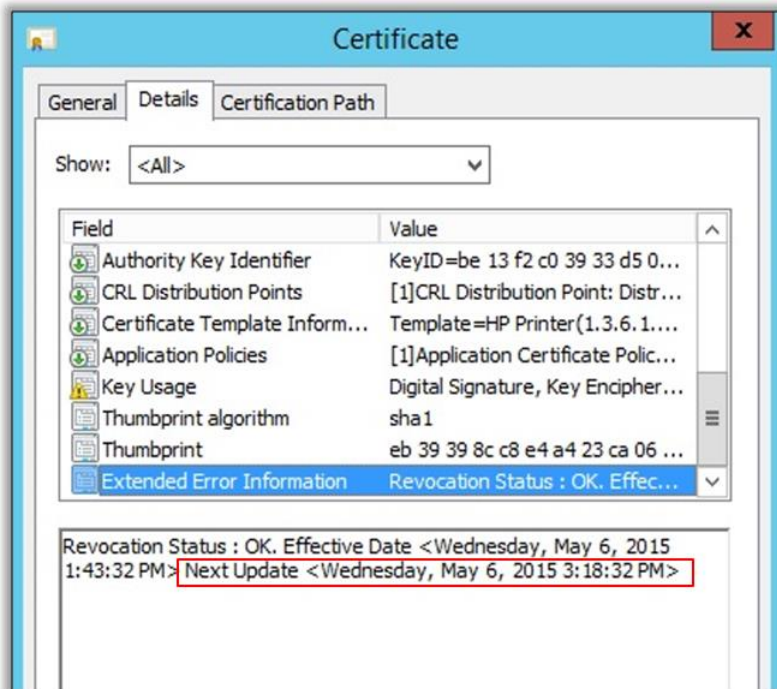 Certificate
x
General Details Certification Path
Show: <All>
Field Value
Authority Key Identifier KeyID=be 13 f2 c0 39 33 d5 0...
CRL Distribution Points [1]CRL Distribution Point: Distr...
Certificate Template Inform... Template=HP Printer(1.3.6.1....
Application Policies [1]Application Certificate Polic...
Key Usage Digital Signature, Key Encipher...
Thumbprint algorithm sha1
Thumbprint eb 39 39 8c c8 e4 a4 23 ca 06 ...
Extended Error Information Revocation Status : OK. Effec...
Revocation Status : OK. Effective Date <Wednesday, May 6, 2015
1:43:32 PM> Next Update <Wednesday, May 6, 2015 3:18:32 PM>